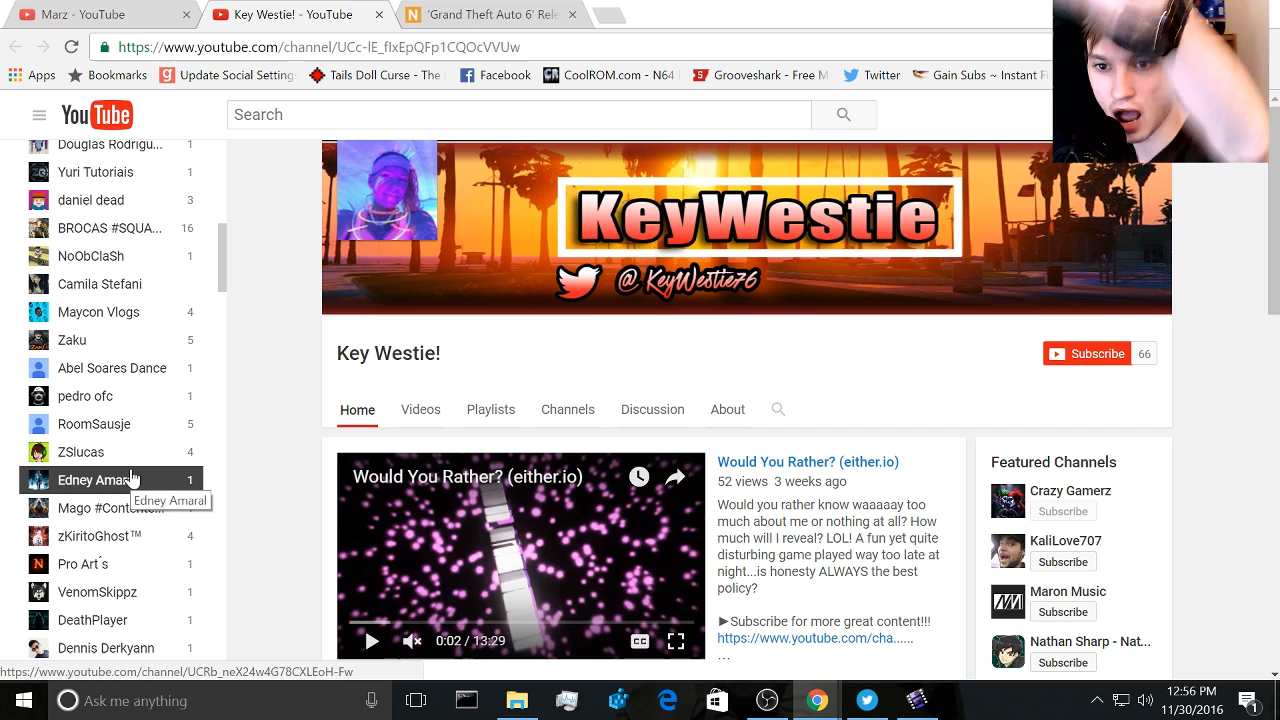 Marz - YouTube
Key Westie! - YouTube
'Grand Theft Auto 6' Rele
https://www.youtube.com/channel/UCc-lE_fIxEpQFp1CQOcVVUw
Apps
Bookmarks
Update Social Setting
Tails Doll Curse - The
Facebook
CoolROM.com - N64
Grooveshark - Free M
Twitter
Gain Subs ~ Instant F
YouTube
Search
Douglas Rodrigu... 1
Yuri Tutoriais 1
daniel dead 3
BROCAS #SQUA... 16
NoObClaSh 1
Camila Stefani
Maycon Vlogs 4
Zaku 5
Abel Soares Dance 1
pedro ofc 1
RoomSausje 5
ZSlucas 4
Edney Amar 1
Edney Amaral
Mago
zKiritoGhost™ 4
Pro Art´s 1
VenomSkippz 1
DeathPlayer 1
Dennis Derkyann 1
KeyWestie
@KeyWestie76
Key Westie!
Subscribe 66
Home Videos Playlists Channels Discussion About
Would You Rather? (either.io)
0:02 / 13:29
CC
Would You Rather? (either.io)
52 views 3 weeks ago
Would you rather know waaaaay too
much about me or nothing at all? How
much will I reveal? LOL! A fun yet quite
disturbing game played way too late at
night...is honesty ALWAYS the best
policy?
►Subscribe for more great content!!!
https://www.youtube.com/cha......
...
Featured Channels
Crazy Gamerz
Subscribe
KaliLove707
Subscribe
Maron Music
Subscribe
Nathan Sharp - Nat...
Subscribe
https://www.youtube.com/channel/UCRb_neX24w4G78CXLEoH-Fw
Ask me anything
12:56 PM
11/30/2016
1